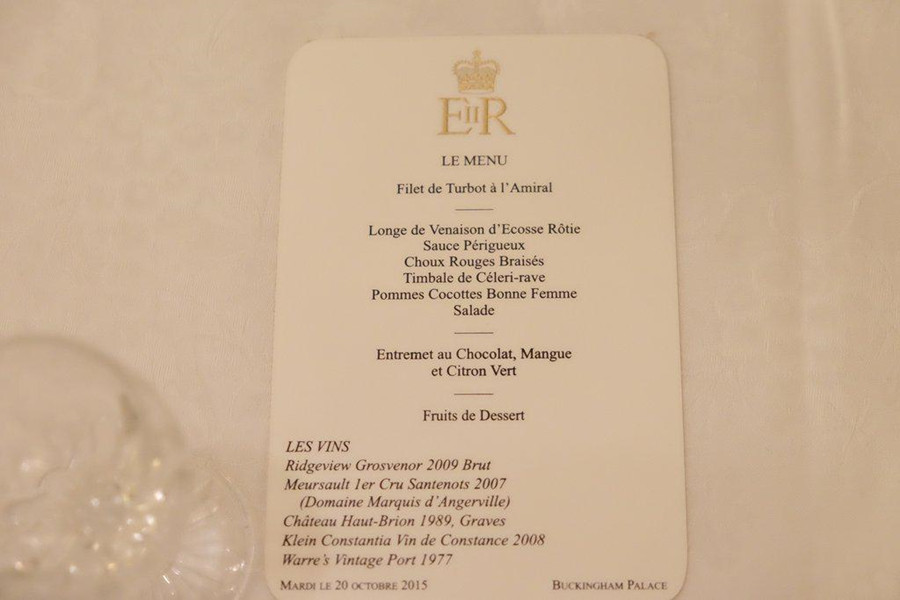 EIIR
LE MENU
Filet de Turbot à l'Amiral
Longe de Venaison d'Ecosse Rôtie
Sauce Périgueux
Choux Rouges Braisés
Timbale de Céleri-rave
Pommes Cocottes Bonne Femme
Salade
Entremet au Chocolat, Mangue
et Citron Vert
Fruits de Dessert
LES VINS
Ridgeview Grosvenor 2009 Brut
Meursault 1er Cru Santenots 2007
(Domaine Marquis d'Angerville)
Château Haut-Brion 1989, Graves
Klein Constantia Vin de Constance 2008
Warre's Vintage Port 1977
MARDI LE 20 OCTOBRE 2015 BUCKINGHAM PALACE